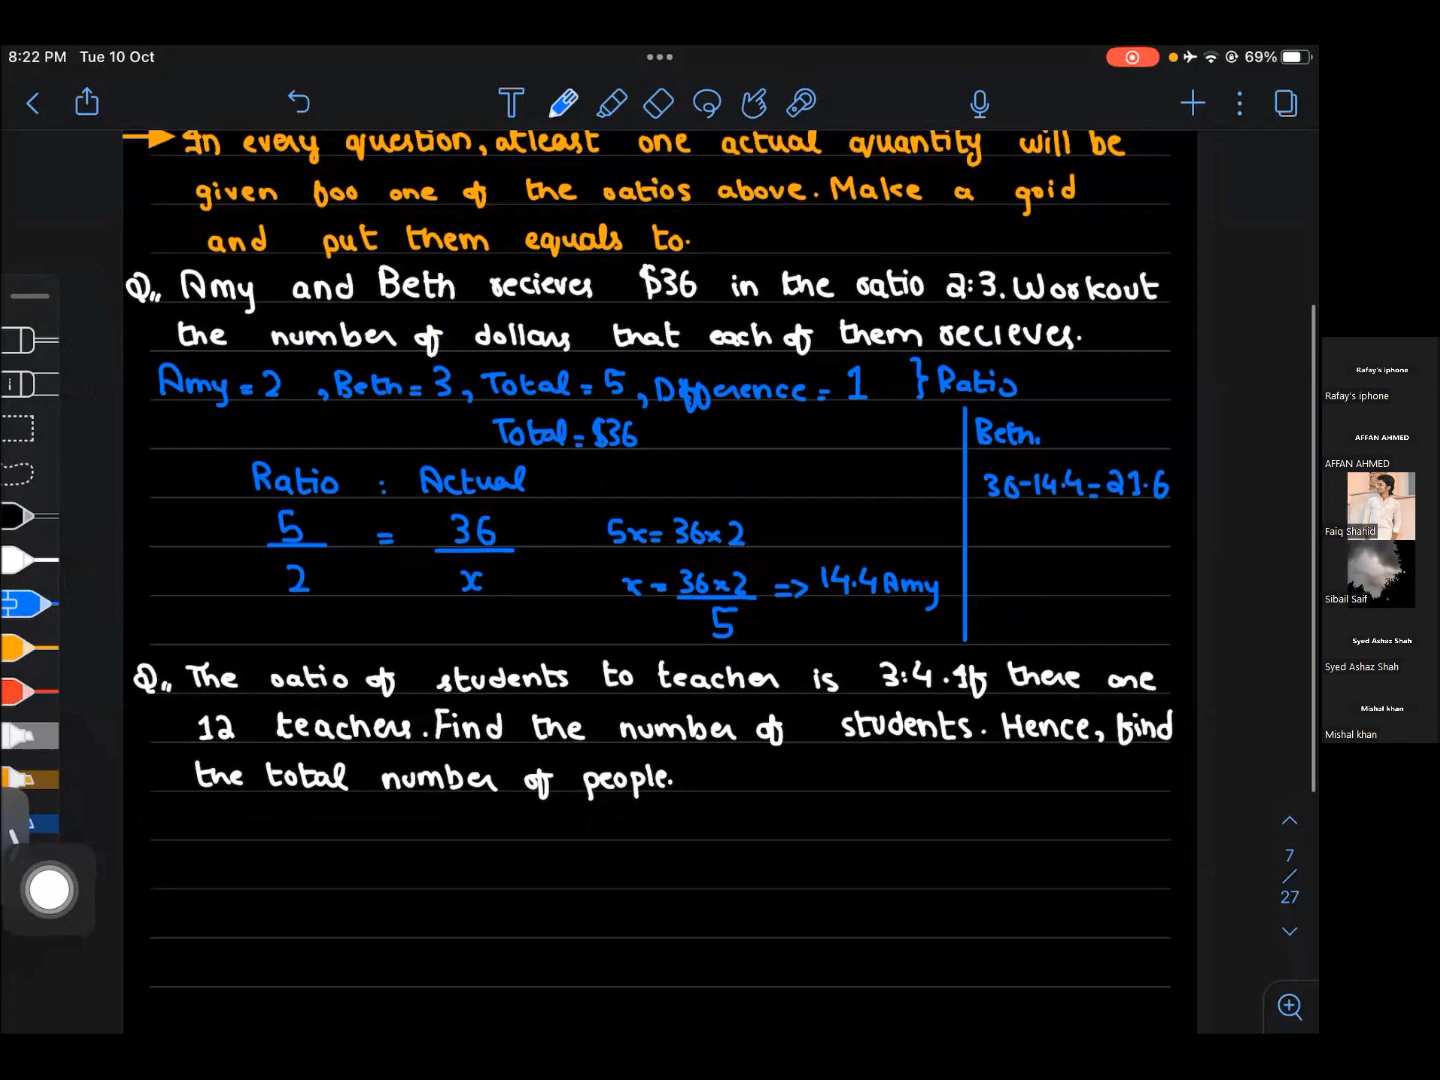 8:22 PM Tue 10 Oct
69%
In every question, atleast one actual quantity will be
given for one of the ratios above. Make a grid
and put them equals to.
Q,, Amy and Beth recieves $36 in the ratio 2:3. Workout
the number of dollars that each of them recieves.
Amy = 2 , Beth = 3, Total = 5, Difference = 1 } Ratio
Total = $36
Ratio : Actual
5 = 36
2 x
5x = 36x2
x = 36x2 => 14.4 Amy
5
Beth.
36-14.4=21.6
Q,, The ratio of students to teacher is 3:4. If there are
12 teachers. Find the number of students. Hence, find
the total number of people.
7
/
27
Rafay's iphone
Rafay's iphone
AFFAN AHMED
AFFAN AHMED
Faiq Shahid
Sibail Saif
Syed Ashaz Shah
Syed Ashaz Shah
Mishal khan
Mishal khan